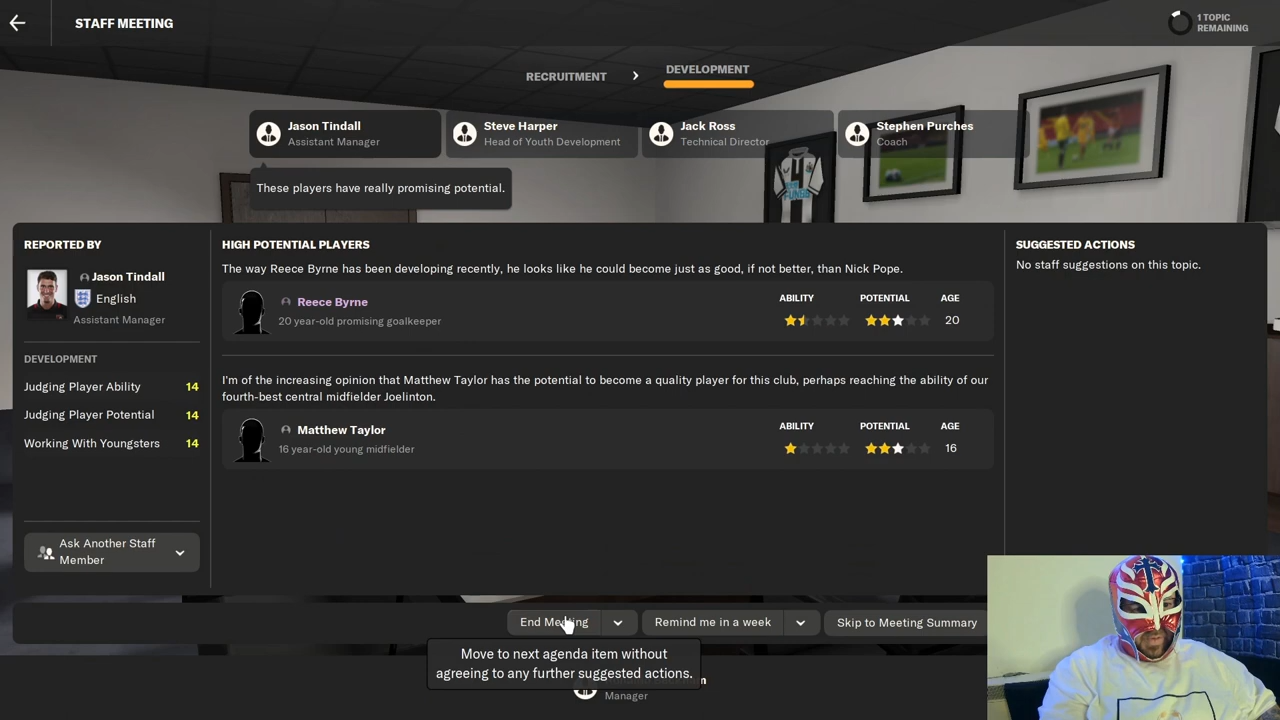 STAFF MEETING
1 TOPIC
REMAINING
RECRUITMENT
DEVELOPMENT
Jason Tindall
Assistant Manager
Steve Harper
Head of Youth Development
Jack Ross
Technical Director
Stephen Purches
Coach
These players have really promising potential.
REPORTED BY
Jason Tindall
English
Assistant Manager
DEVELOPMENT
Judging Player Ability 14
Judging Player Potential 14
Working With Youngsters 14
Ask Another Staff
Member
HIGH POTENTIAL PLAYERS
The way Reece Byrne has been developing recently, he looks like he could become just as good, if not better, than Nick Pope.
Reece Byrne
20 year-old promising goalkeeper
ABILITY POTENTIAL AGE
20
I'm of the increasing opinion that Matthew Taylor has the potential to become a quality player for this club, perhaps reaching the ability of our
fourth-best central midfielder Joelinton.
Matthew Taylor
16 year-old young midfielder
ABILITY POTENTIAL AGE
16
SUGGESTED ACTIONS
No staff suggestions on this topic.
End Meeting
Remind me in a week
Skip to Meeting Summary
Move to next agenda item without
agreeing to any further suggested actions.
Manager